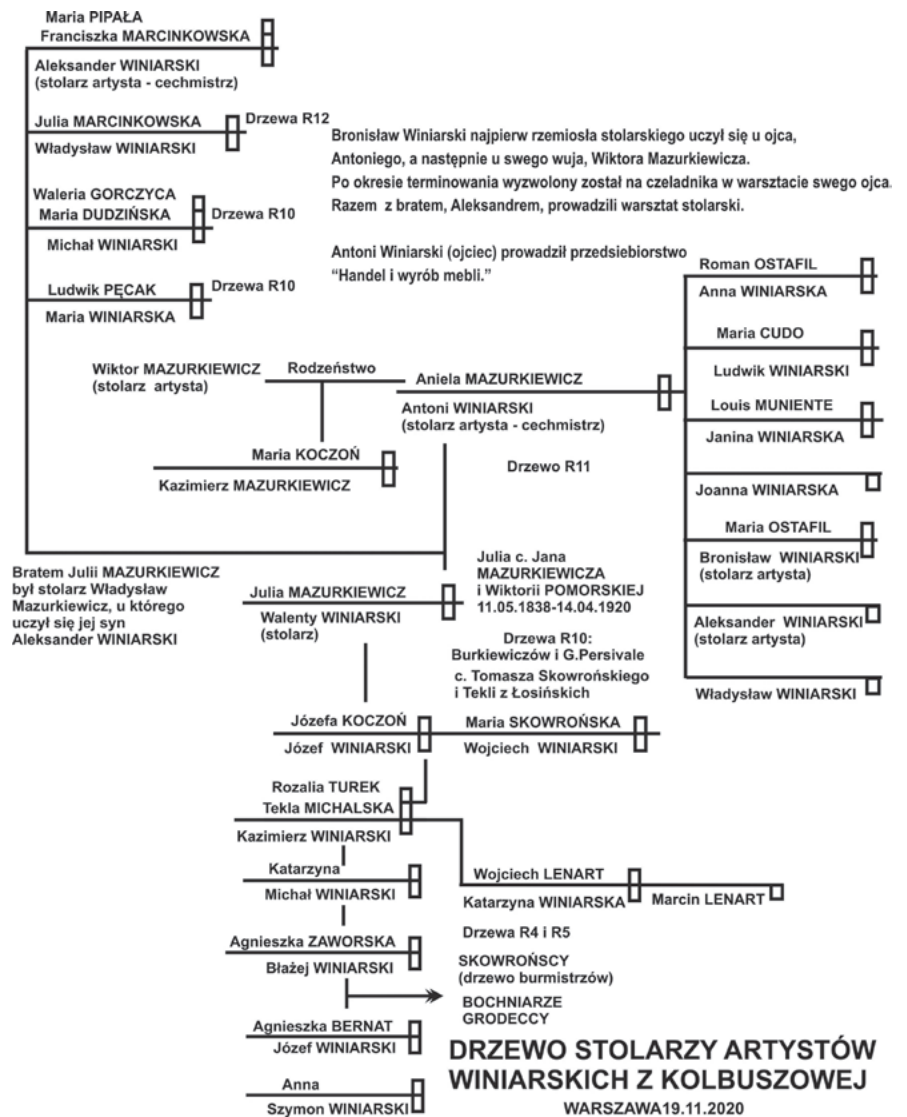 Maria PIPAŁA
Franciszka MARCINKOWSKA
Aleksander WINIARSKI
(stolarz artysta - cechmistrz)
Julia MARCINKOWSKA
Drzewa R12
Władysław WINIARSKI
Waleria GORCZYCA
Maria DUDZIŃSKA
Drzewa R10
Michał WINIARSKI
Ludwik PĘCAK
Drzewa R10
Maria WINIARSKA
Bronisław Winiarski najpierw rzemiosła stolarskiego uczył się u ojca,
Antoniego, a następnie u swego wuja, Wiktora Mazurkiewicza.
Po okresie terminowania wyzwolony został na czeladnika w warsztacie swego ojca.
Razem z bratem, Aleksandrem, prowadzili warsztat stolarski.
Antoni Winiarski (ojciec) prowadził przedsiębiorstwo
“Handel i wyrób mebli.”
Roman OSTAFIL
Anna WINIARSKA
Maria CUDO
Ludwik WINIARSKI
Louis MUNIENTE
Janina WINIARSKA
Joanna WINIARSKA
Maria OSTAFIL
Bronisław WINIARSKI
(stolarz artysta)
Aleksander WINIARSKI
(stolarz artysta)
Władysław WINIARSKI
Wiktor MAZURKIEWICZ
(stolarz artysta)
Rodzeństwo
Aniela MAZURKIEWICZ
Antoni WINIARSKI
(stolarz artysta - cechmistrz)
Maria KOCZOŃ
Kazimierz MAZURKIEWICZ
Drzewo R11
Bratem Julii MAZURKIEWICZ
był stolarz Władysław
Mazurkiewicz, u którego
uczył się jej syn
Aleksander WINIARSKI
Julia MAZURKIEWICZ
Walenty WINIARSKI
(stolarz)
Julia c. Jana
MAZURKIEWICZA
i Wiktorii POMORSKIEJ
11.05.1838-14.04.1920
Drzewa R10:
Burkiewiczów i G.Persivale
c. Tomasza Skowrońskiego
i Tekli z Łosińskich
Józefa KOCZOŃ
Józef WINIARSKI
Maria SKOWROŃSKA
Wojciech WINIARSKI
Rozalia TUREK
Tekla MICHALSKA
Kazimierz WINIARSKI
Katarzyna
Michał WINIARSKI
Wojciech LENART
Katarzyna WINIARSKA
Marcin LENART
Agnieszka ZAWORSKA
Błażej WINIARSKI
Drzewa R4 i R5
SKOWROŃSCY
(drzewo burmistrzów)
BOCHNIARZE
GRODECCY
Agnieszka BERNAT
Józef WINIARSKI
Anna
Szymon WINIARSKI
DRZEWO STOLARZY ARTYSTÓW
WINIARSKICH Z KOLBUSZOWEJ
WARSZAWA19.11.2020